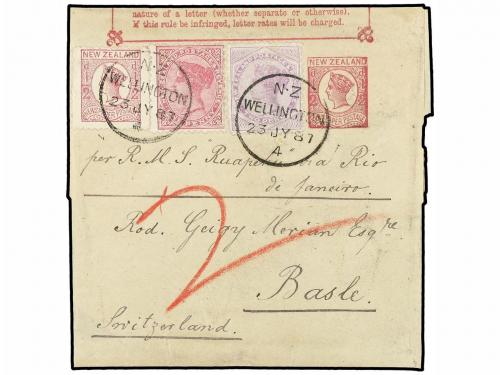 nature of a letter (whether separate or otherwise).
If this rule be infringed, letter rates will be charged.
NEW ZEALAND
NEW ZEALAND
N·Z
WELLINGTON
23 JY 87
N·Z
WELLINGTON
23 JY 87
4
per R. M. S. Ruapehu via Rio
de Janeiro.
2
Rod. Geigy Merian Esqre.
Basle.
Switzerland.